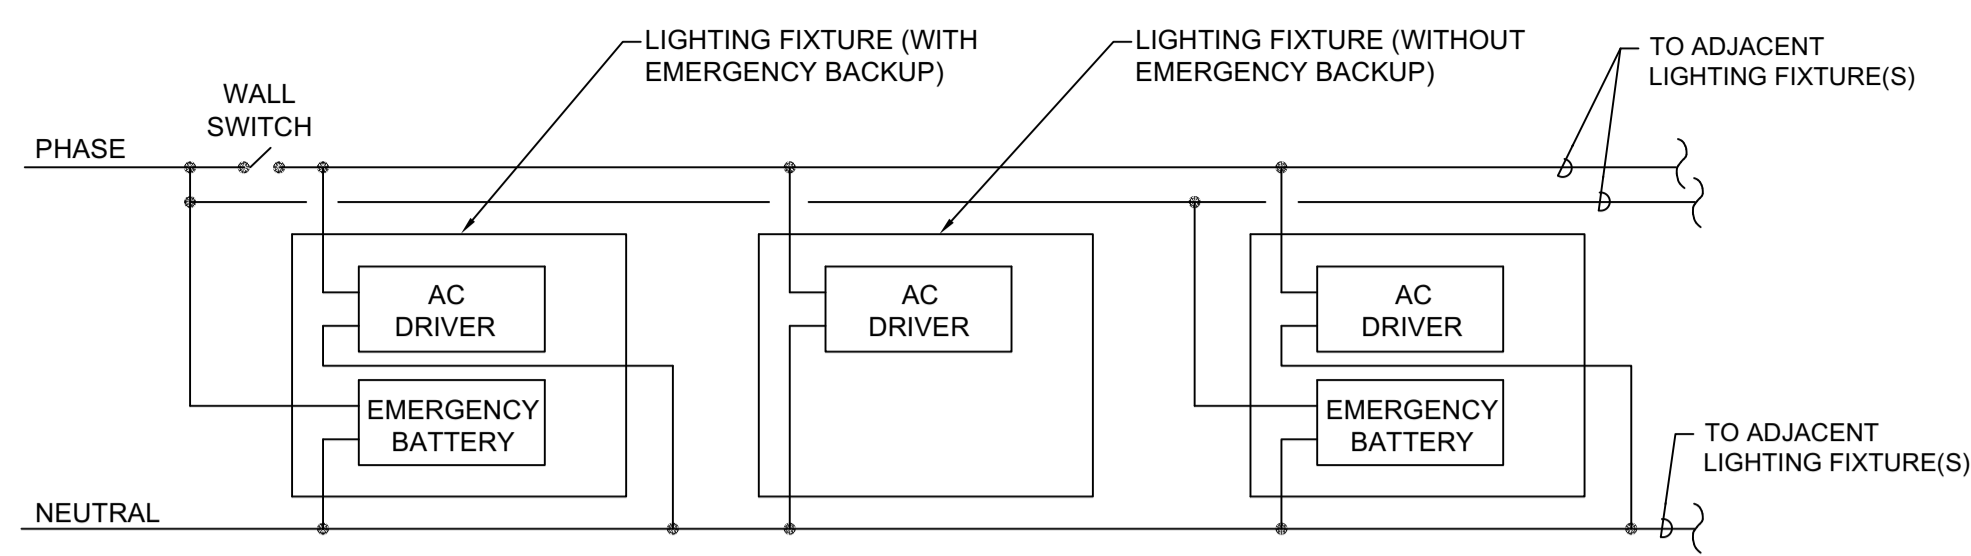 LIGHTING FIXTURE (WITH
EMERGENCY BACKUP)
LIGHTING FIXTURE (WITHOUT
EMERGENCY BACKUP)
TO ADJACENT
LIGHTING FIXTURE(S)
WALL
SWITCH
PHASE
AC
DRIVER
AC
DRIVER
AC
DRIVER
EMERGENCY
BATTERY
EMERGENCY
BATTERY
TO ADJACENT
LIGHTING FIXTURE(S)
NEUTRAL